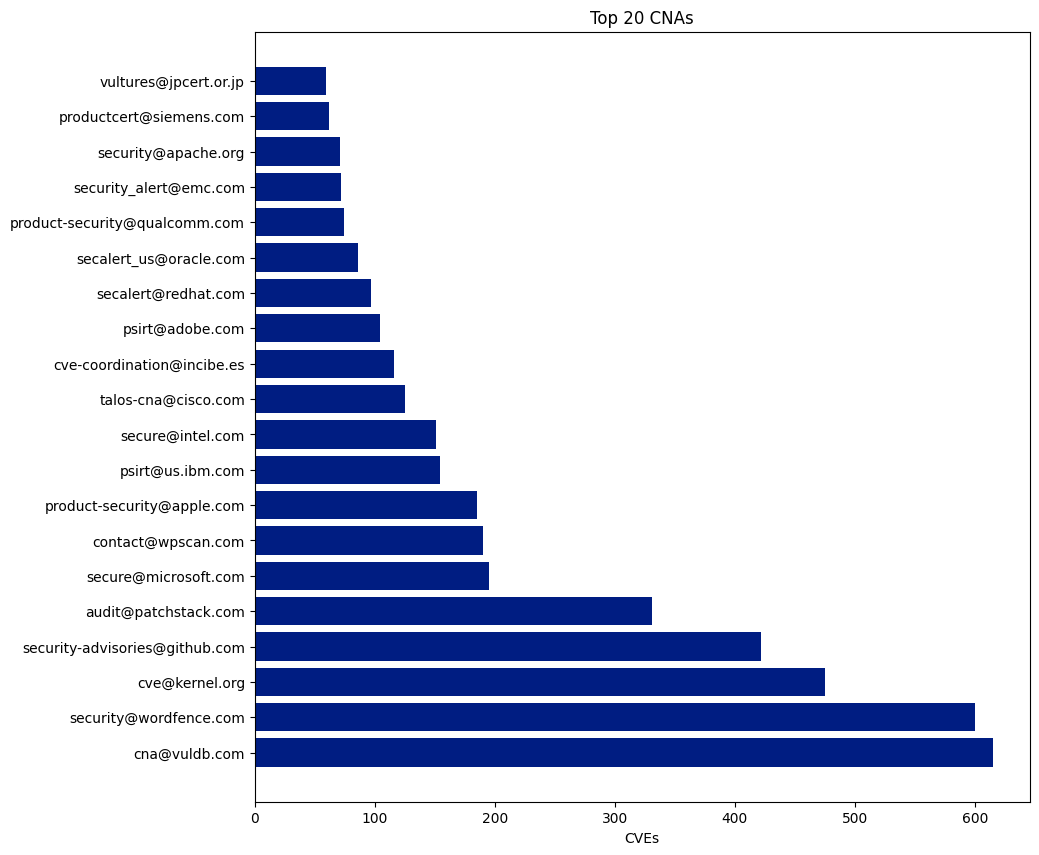 Top 20 CNAs
vultures@jpcert.or.jp
productcert@siemens.com
security@apache.org
security_alert@emc.com
product-security@qualcomm.com
secalert_us@oracle.com
secalert@redhat.com
psirt@adobe.com
cve-coordination@incibe.es
talos-cna@cisco.com
secure@intel.com
psirt@us.ibm.com
product-security@apple.com
contact@wpscan.com
secure@microsoft.com
audit@patchstack.com
security-advisories@github.com
cve@kernel.org
security@wordfence.com
cna@vuldb.com
0 100 200 300 400 500 600
CVEs